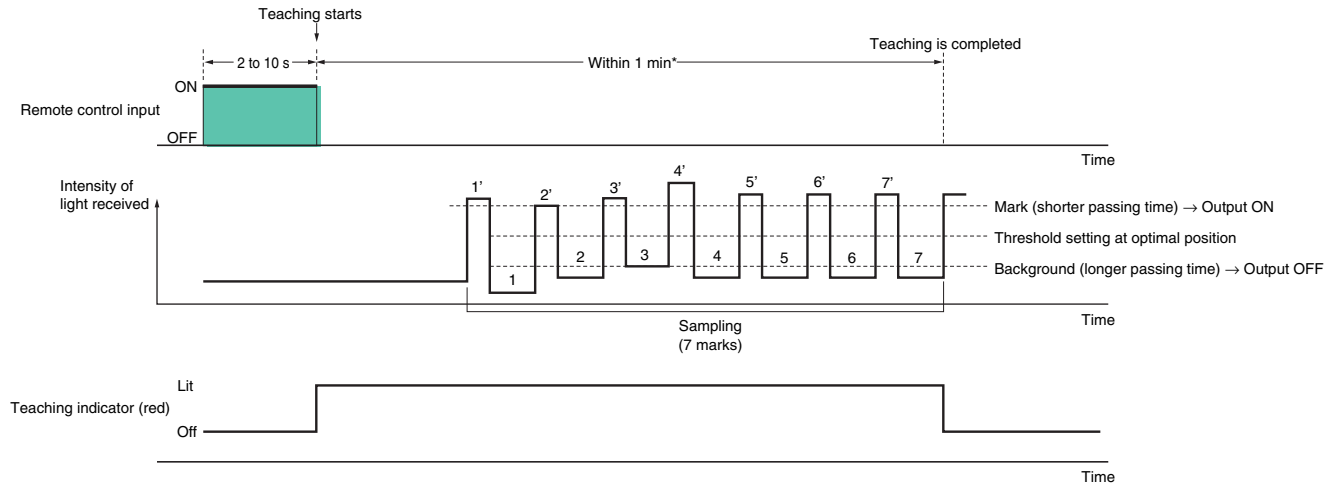 Teaching starts
Teaching is completed
2 to 10 s
Within 1 min*
ON
Remote control input
OFF
Time
Intensity of
light received
1'
2'
3'
4'
5'
6'
7'
Mark (shorter passing time) → Output ON
Threshold setting at optimal position
1
2
3
4
5
6
7
Background (longer passing time) → Output OFF
Time
Sampling
(7 marks)
Lit
Teaching indicator (red)
Off
Time